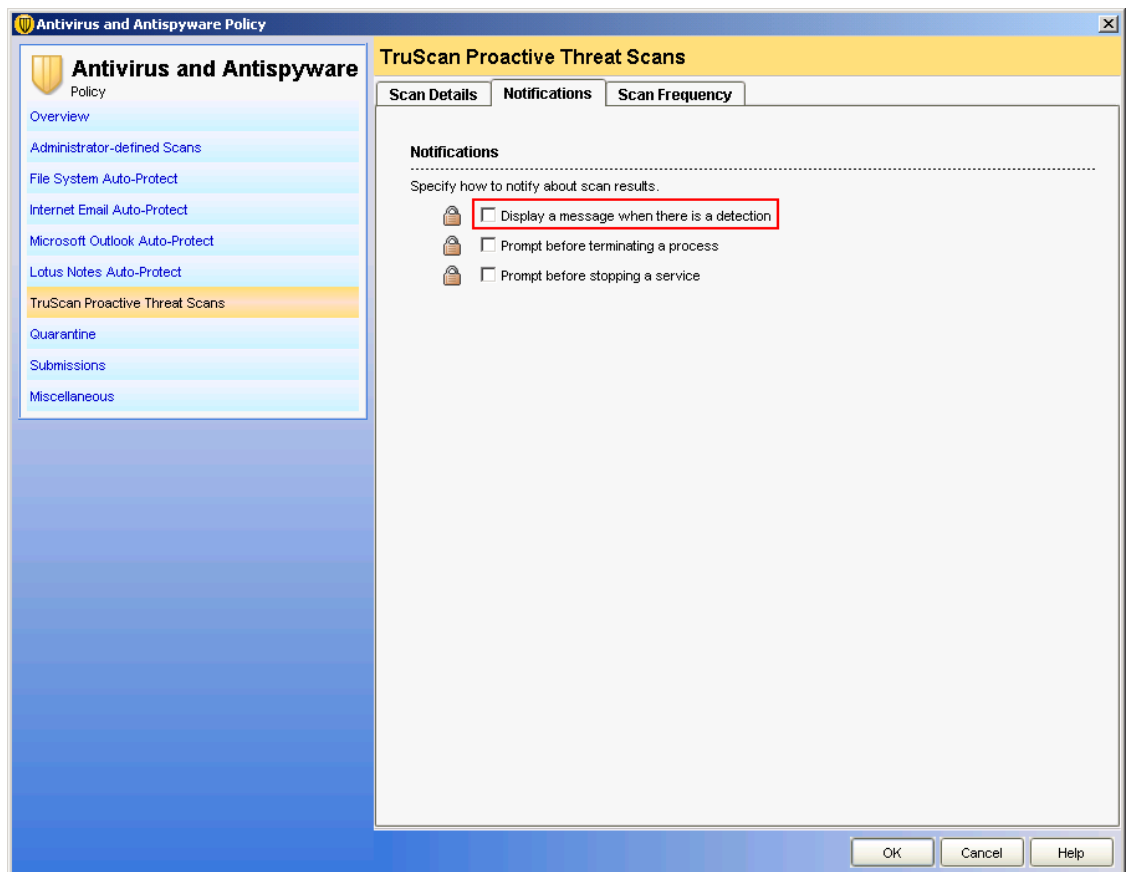 Antivirus and Antispyware Policy
Antivirus and Antispyware
Policy
Overview
Administrator-defined Scans
File System Auto-Protect
Internet Email Auto-Protect
Microsoft Outlook Auto-Protect
Lotus Notes Auto-Protect
TruScan Proactive Threat Scans
Quarantine
Submissions
Miscellaneous
TruScan Proactive Threat Scans
Scan Details Notifications Scan Frequency
Notifications
Specify how to notify about scan results.
Display a message when there is a detection
Prompt before terminating a process
Prompt before stopping a service
OK Cancel Help